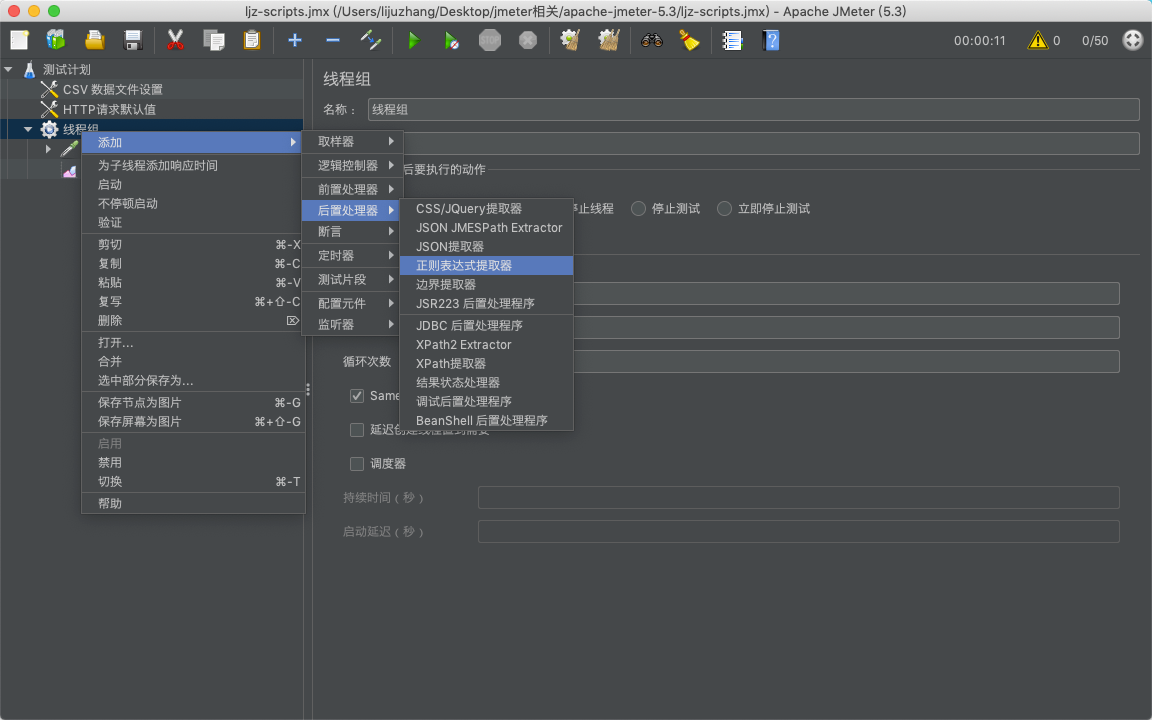 ljz-scripts.jmx (/Users/lijuzhang/Desktop/jmeter相关/apache-jmeter-5.3/ljz-scripts.jmx) - Apache JMeter (5.3)
STOP
00:00:11
0
0/50
测试计划
CSV 数据文件设置
HTTP请求默认值
线程组
添加
为子线程添加响应时间
启动
不停顿启动
验证
剪切 ⌘-X
复制 ⌘-C
粘贴 ⌘-V
复写 ⌘+⇧-C
删除 ⌦
打开...
合并
选中部分保存为...
保存节点为图片 ⌘-G
保存屏幕为图片 ⌘+⇧-G
启用
禁用
切换 ⌘-T
帮助
取样器
逻辑控制器
前置处理器
后置处理器
断言
定时器
测试片段
配置元件
监听器
CSS/JQuery提取器
JSON JMESPath Extractor
JSON提取器
正则表达式提取器
边界提取器
JSR223 后置处理程序
JDBC 后置处理程序
XPath2 Extractor
XPath提取器
结果状态处理器
调试后置处理程序
BeanShell 后置处理程序
线程组
名称：
线程组
后要执行的动作
停止线程
停止测试
立即停止测试
循环次数
Same
延迟创建线程直到需要
调度器
持续时间（秒）
启动延迟（秒）